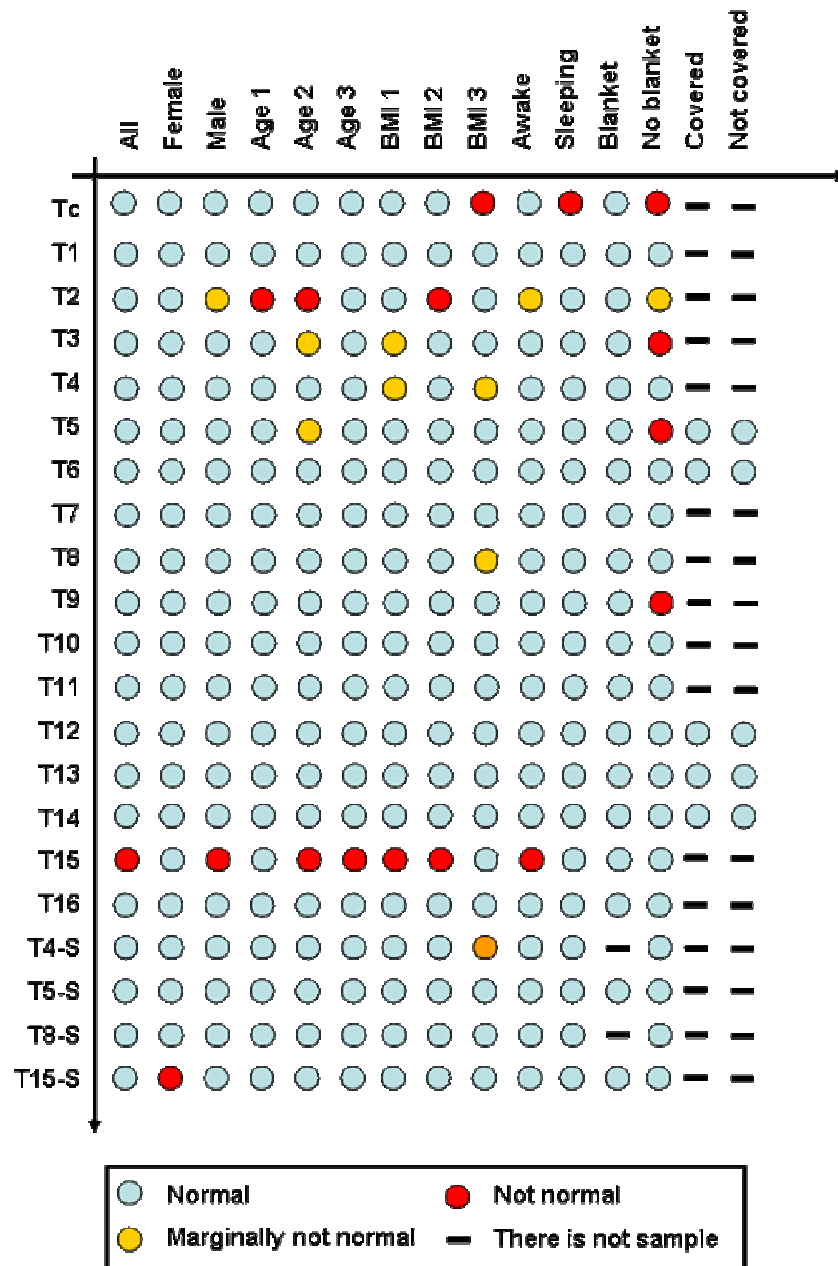 All Female Male Age 1 Age 2 Age 3 BMI 1 BMI 2 BMI 3 Awake Sleeping Blanket No blanket Covered Not covered
Tc
T1
T2
T3
T4
T5
T6
T7
T8
T9
T10
T11
T12
T13
T14
T15
T16
T4-S
T5-S
T8-S
T15-S
Normal Not normal
Marginally not normal There is not sample